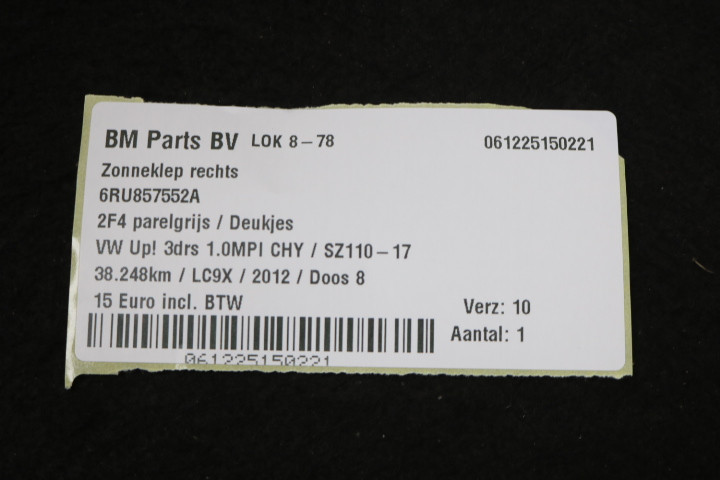 BM Parts BV LOK 8-78 061225150221
Zonneklep rechts
6RU857552A
2F4 parelgrijs / Deukjes
VW Up! 3drs 1.0MPI CHY / SZ110-17
38.248km / LC9X / 2012 / Doos 8
15 Euro incl. BTW Verz: 10
Aantal: 1
061225150221